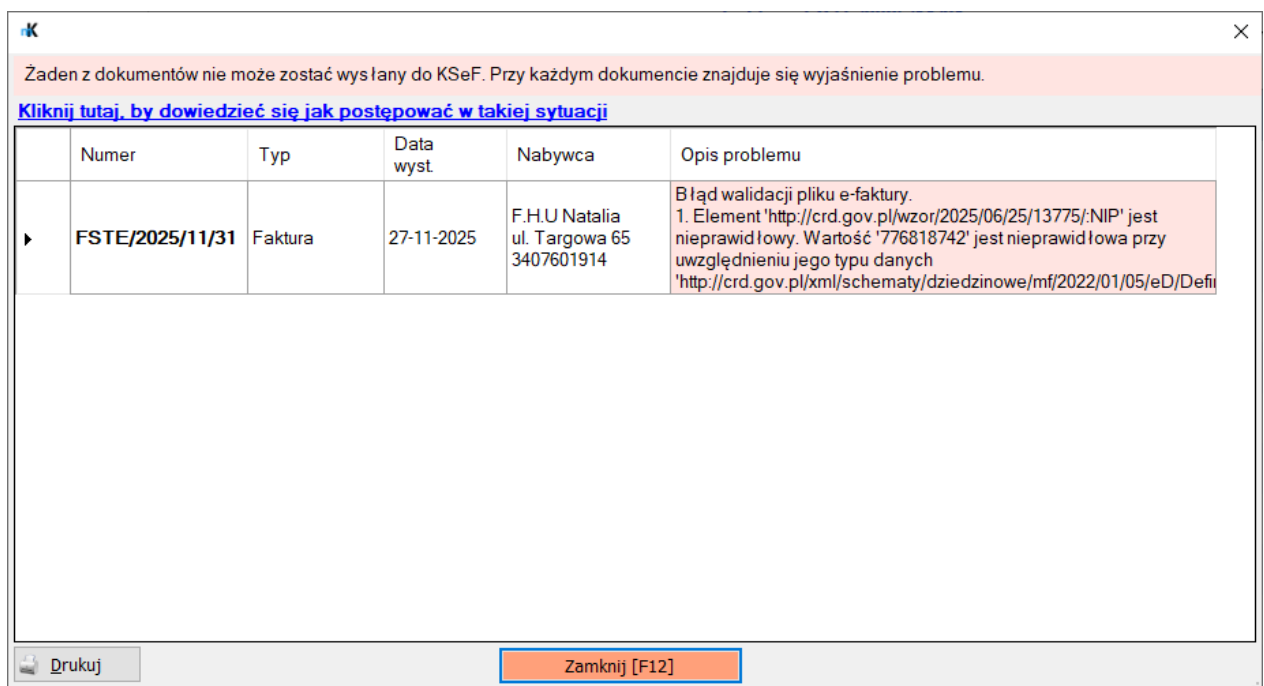 nK
Żaden z dokumentów nie może zostać wysłany do KSeF. Przy każdym dokumencie znajduje się wyjaśnienie problemu.
Kliknij tutaj, by dowiedzieć się jak postępować w takiej sytuacji
Numer
Typ
Data
wyst.
Nabywca
Opis problemu
FSTE/2025/11/31
Faktura
27-11-2025
F.H.U Natalia
ul. Targowa 65
3407601914
Błąd walidacji pliku e-faktury.
1. Element 'http://crd.gov.pl/wzor/2025/06/25/13775/:NIP' jest
nieprawidłowy. Wartość '776818742' jest nieprawidłowa przy
uwzględnieniu jego typu danych
'http://crd.gov.pl/xml/schematy/dziedzinowe/mf/2022/01/05/eD/Defi
Drukuj
Zamknij [F12]